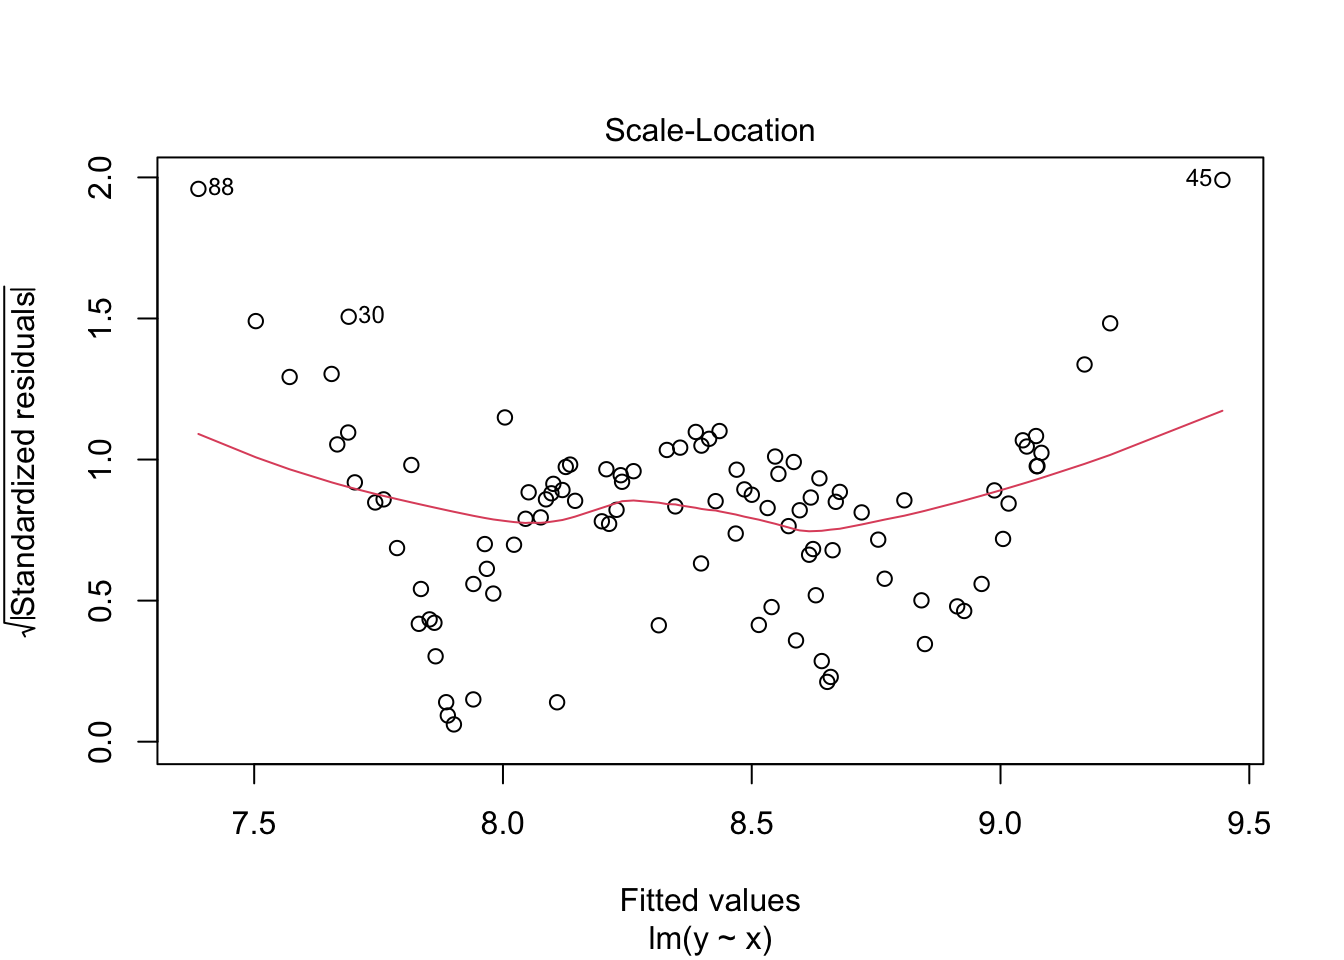 Scale-Location
√|Standardized residuals|
2.0
1.5
1.0
0.5
0.0
88
30
45
7.5 8.0 8.5 9.0 9.5
Fitted values
lm(y ~ x)